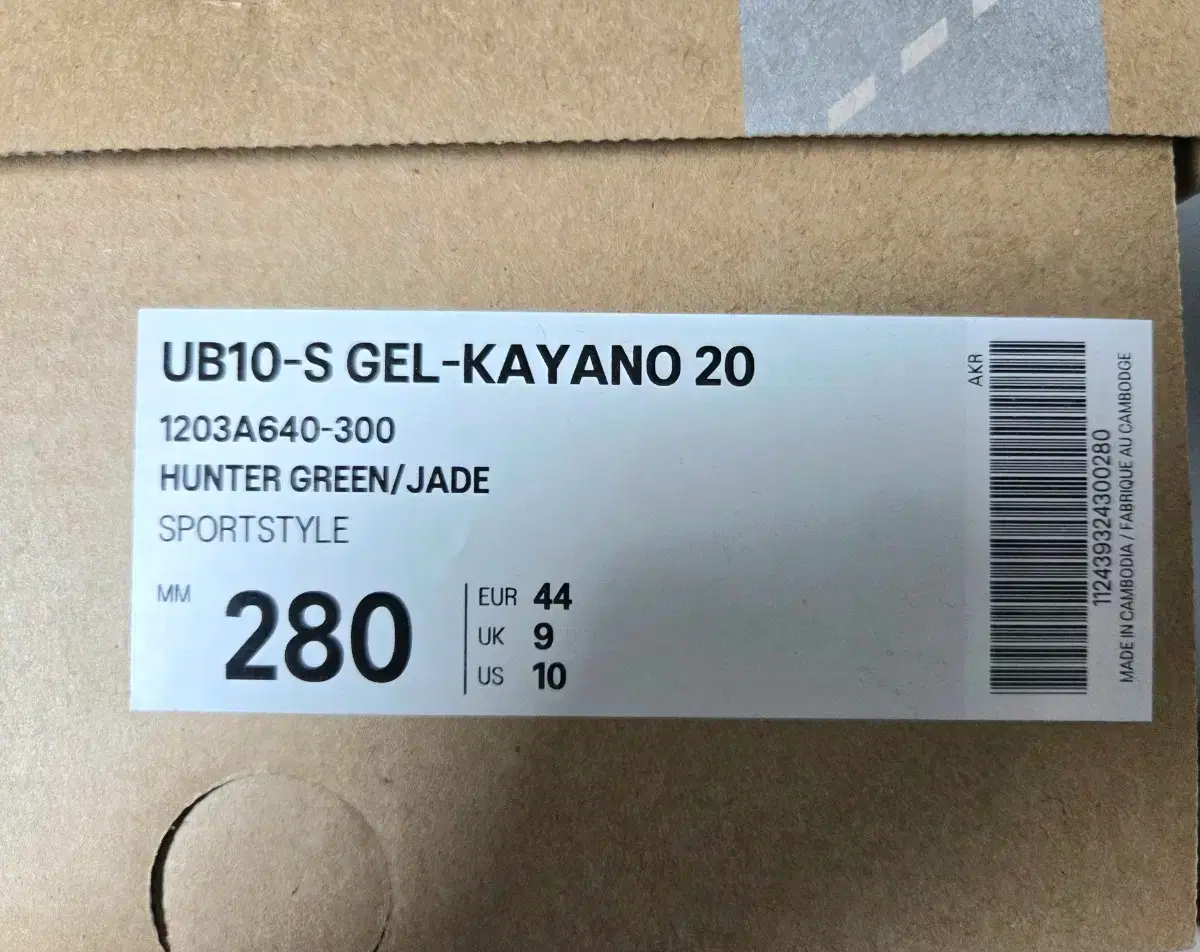 UB10-S GEL-KAYANO 20
1203A640-300
HUNTER GREEN/JADE
SPORTSTYLE
MM 280
EUR 44
UK 9
US 10
AKR
112439324300280
MADE IN CAMBODIA / FABRIQUE AU CAMBODGE